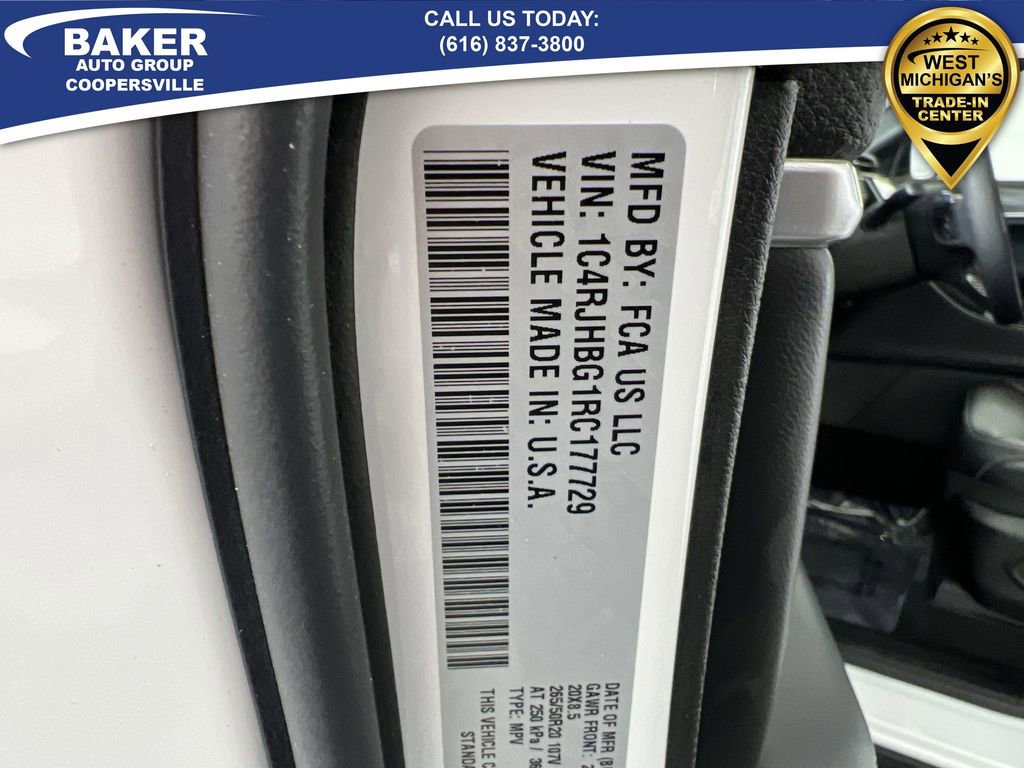 BAKER
AUTO GROUP
COOPERSVILLE
CALL US TODAY:
(616) 837-3800
WEST
MICHIGAN'S
TRADE-IN
CENTER
MFD BY: FCA US LLC
VIN: 1C4RJHBG1RC177729
VEHICLE MADE IN: U.S.A.
DATE OF MFR
GAWR FRONT:
20X8.5
265/50R20 107V
AT 250 kPa /
TYPE: MPV
THIS VEHICLE